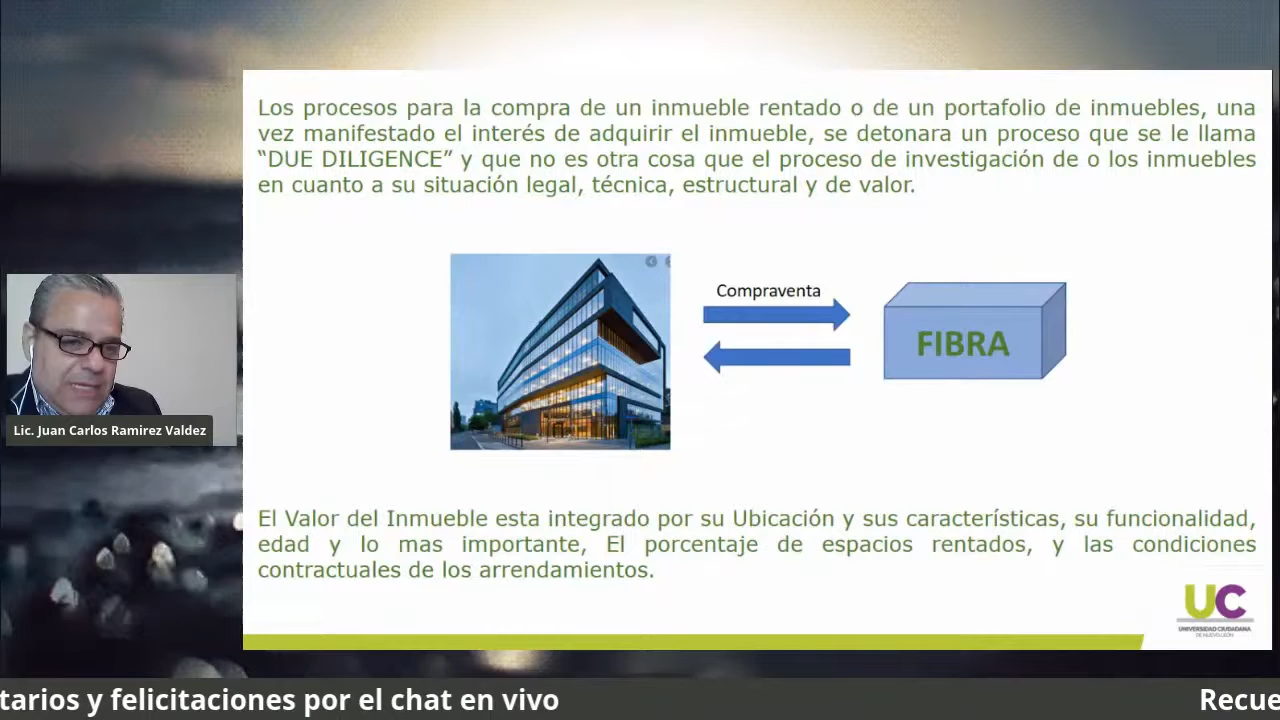 Los procesos para la compra de un inmueble rentado o de un portafolio de inmuebles, una
vez manifestado el interés de adquirir el inmueble, se detonara un proceso que se le llama
“DUE DILIGENCE” y que no es otra cosa que el proceso de investigación de o los inmuebles
en cuanto a su situación legal, técnica, estructural y de valor.
Compraventa
FIBRA
Lic. Juan Carlos Ramirez Valdez
El Valor del Inmueble esta integrado por su Ubicación y sus características, su funcionalidad,
edad y lo mas importante, El porcentaje de espacios rentados, y las condiciones
contractuales de los arrendamientos.
UC
UNIVERSIDAD CIUDADANA
DE NUEVO LEÓN
tarios y felicitaciones por el chat en vivo
Recue